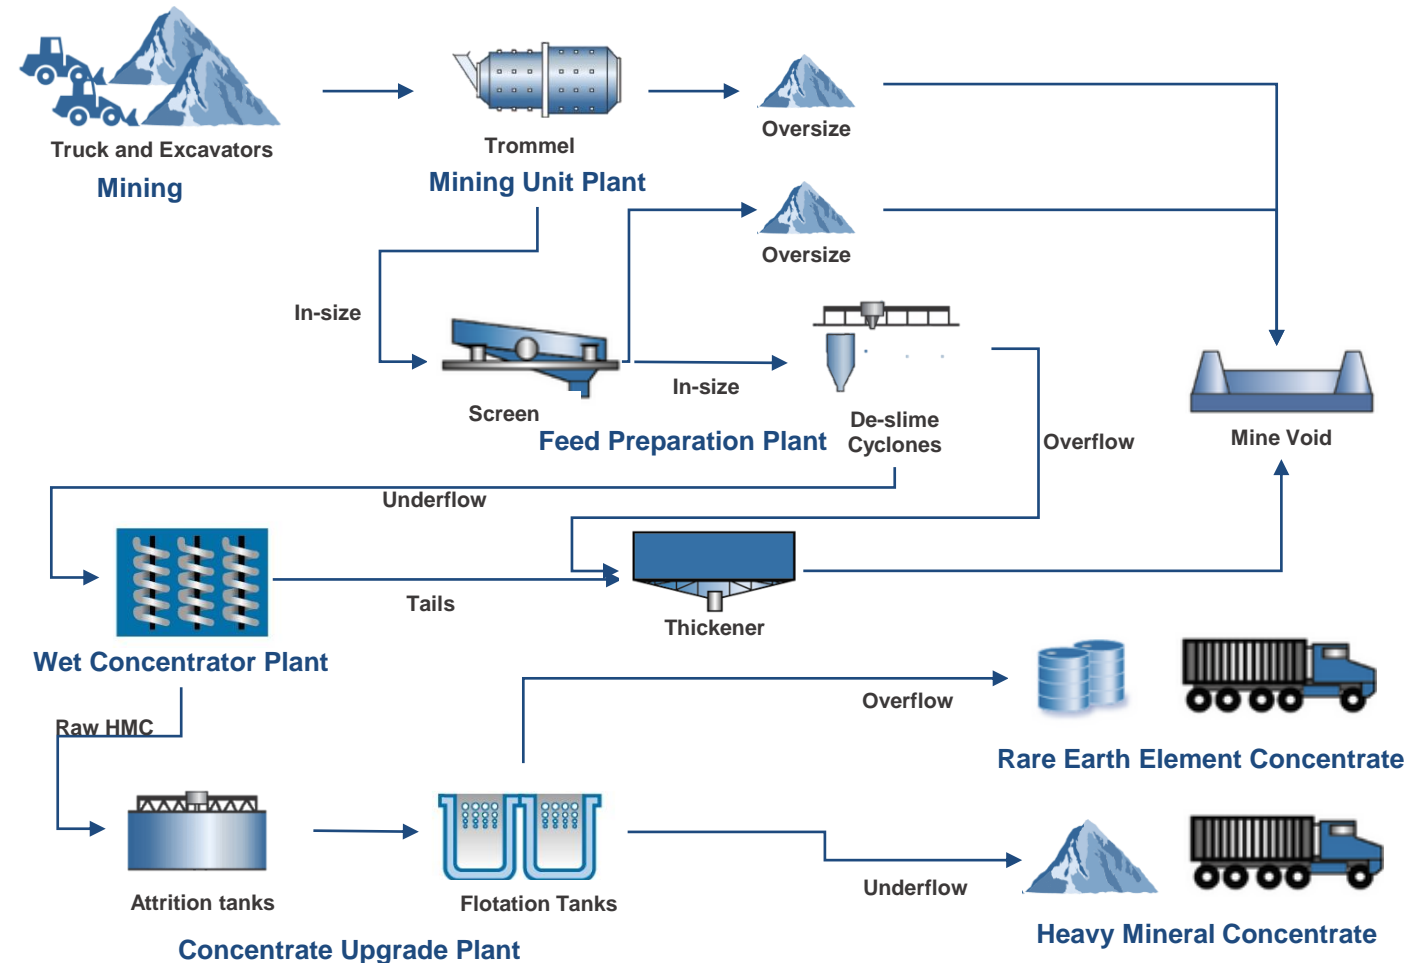 Truck and Excavators
Mining
Trommel
Mining Unit Plant
Oversize
Oversize
In-size
Screen
In-size
Feed Preparation Plant
De-slime
Cyclones
Overflow
Mine Void
Underflow
Wet Concentrator Plant
Tails
Thickener
Raw HMC
Overflow
Rare Earth Element Concentrate
Attrition tanks
Flotation Tanks
Concentrate Upgrade Plant
Underflow
Heavy Mineral Concentrate